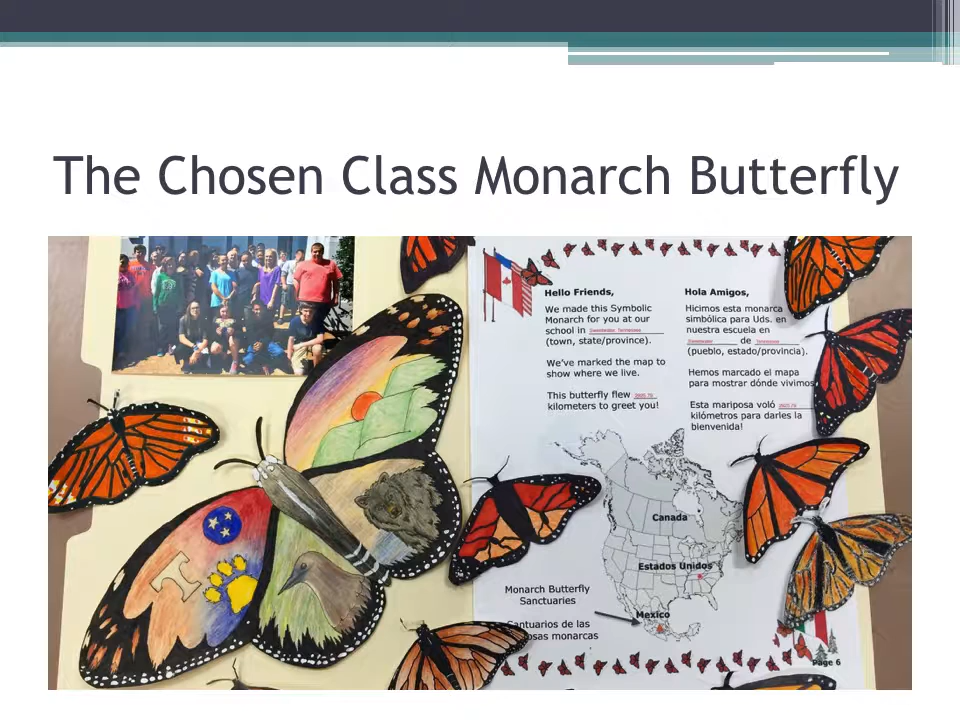 The Chosen Class Monarch Butterfly
Hello Friends,
We made this Symbolic
Monarch for you at our
school in
(town, state/province).
We've marked the map to
show where we live.
This butterfly flew
kilometers to greet you!
Hola Amigos,
Hicimos esta monarca
simbólica para Uds. en
nuestra escuela en
de
(pueblo, estado/provincia).
Hemos marcado el mapa
para mostrar dónde vivimos
Esta mariposa voló
kilómetros para darles la
bienvenida!
Canada
Estados Unidos
Mexico
Monarch Butterfly
Sanctuaries
Santuarios de las
monarcas
Page 6
T